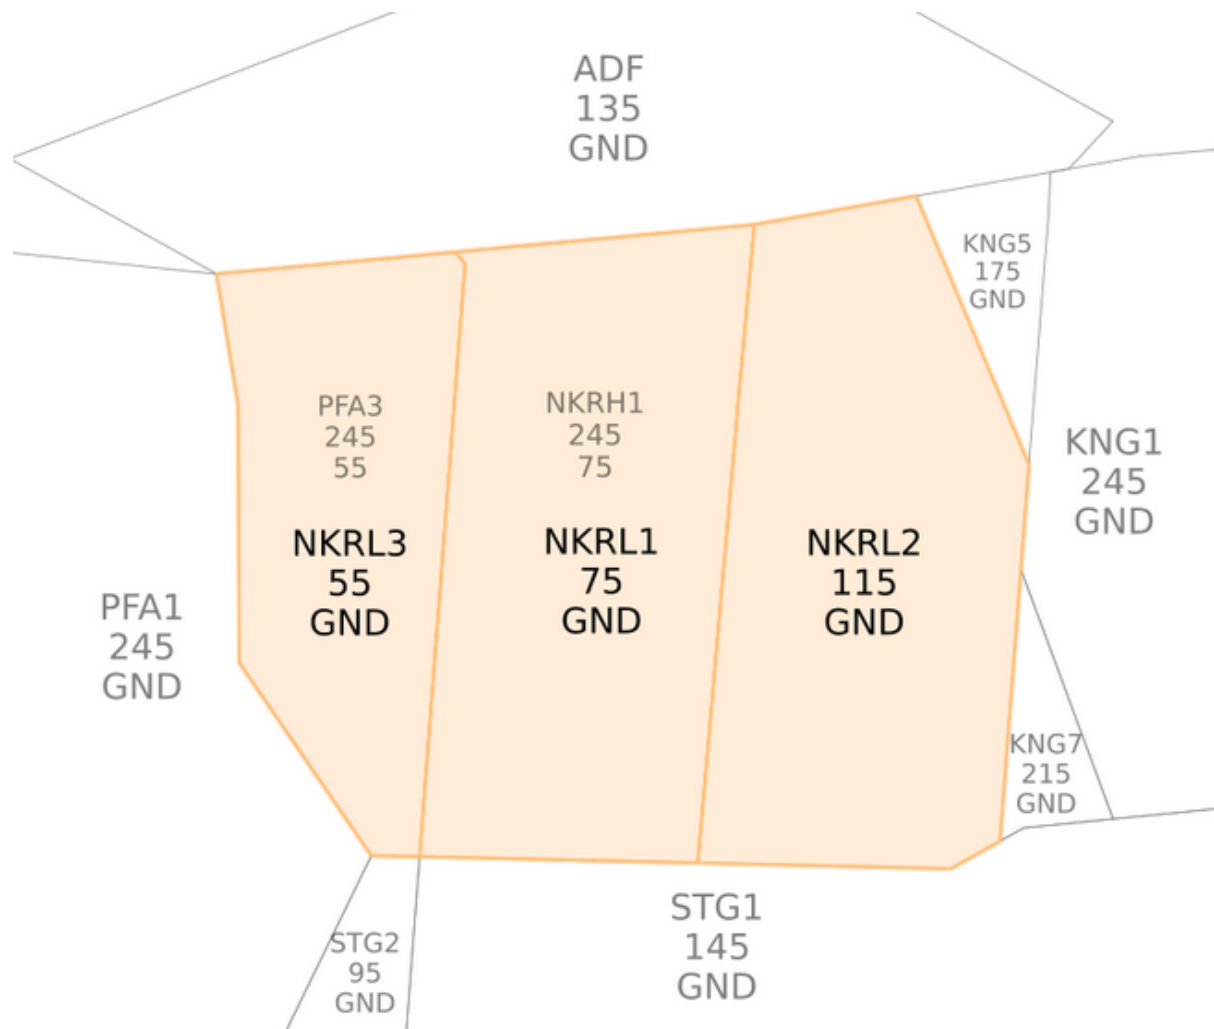 ADF
135
GND
KNG5
175
GND
PFA3
245
55
NKRH1
245
75
KNG1
245
GND
NKRL3
55
GND
NKRL1
75
GND
NKRL2
115
GND
PFA1
245
GND
KNG7
215
GND
STG2
95
GND
STG1
145
GND